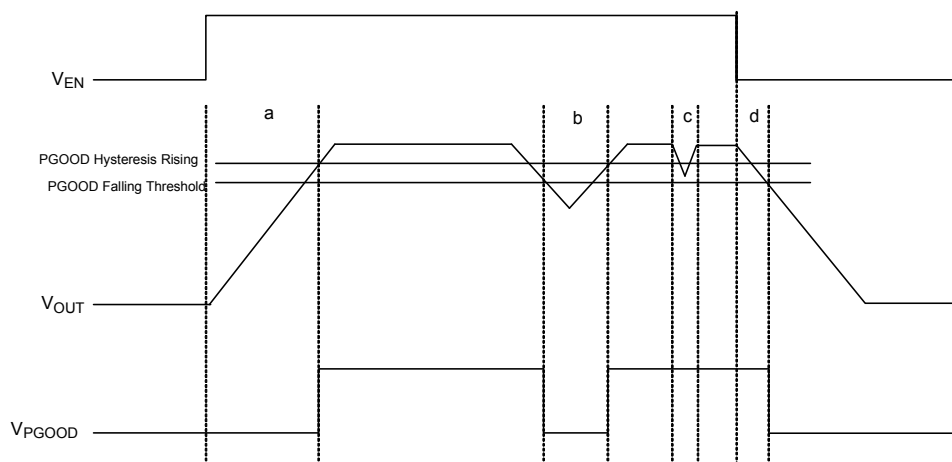 VEN
a
b
c
d
PGOOD Hysteresis Rising
PGOOD Falling Threshold
VOUT
VPGOOD